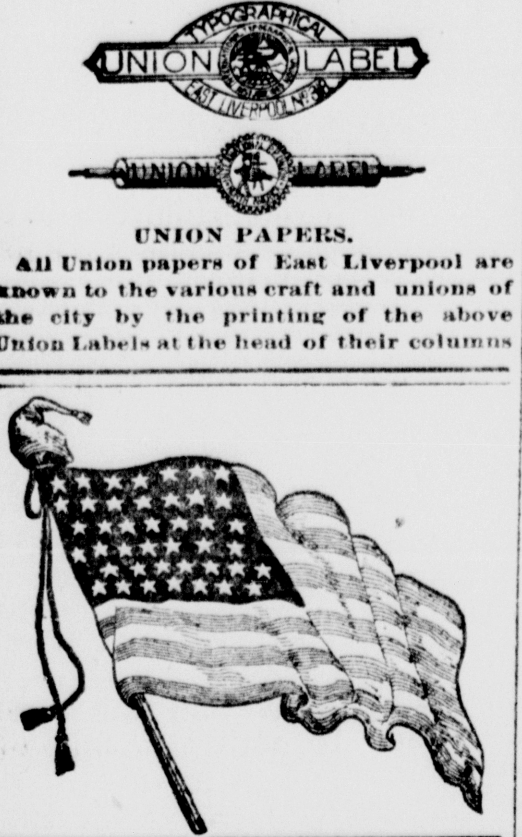 TYPOGRAPHICAL
UNION LABEL
EAST LIVERPOOL
UNION LABEL
UNION PAPERS.
All Union papers of East Liverpool are
known to the various craft and unions of
the city by the printing of the above
Union Labels at the head of their columns